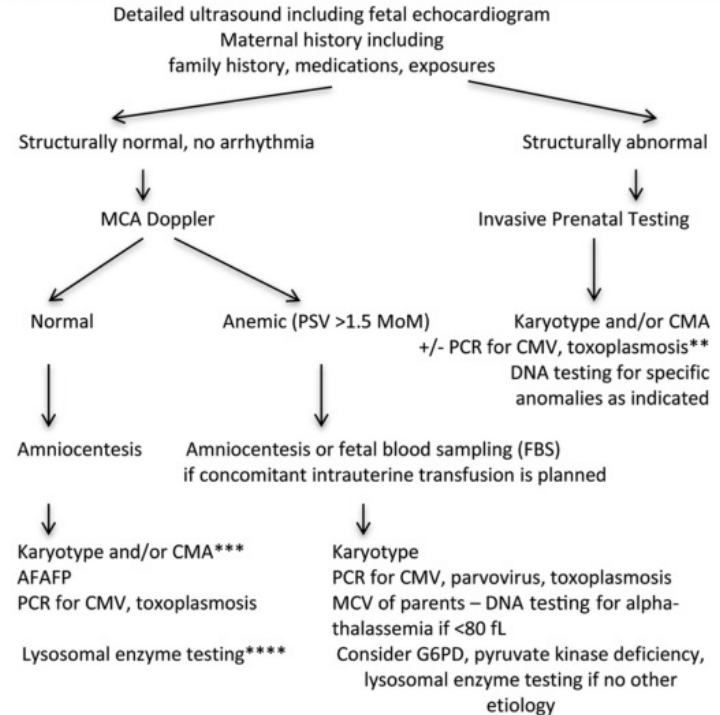 Detailed ultrasound including fetal echocardiogram
Maternal history including
family history, medications, exposures
Structurally normal, no arrhythmia
Structurally abnormal
MCA Doppler
Invasive Prenatal Testing
Normal
Anemic (PSV >1.5 MoM)
Karyotype and/or CMA
+/- PCR for CMV, toxoplasmosis**
DNA testing for specific
anomalies as indicated
Amniocentesis
Amniocentesis or fetal blood sampling (FBS)
if concomitant intrauterine transfusion is planned
Karyotype and/or CMA***
AFAFP
PCR for CMV, toxoplasmosis
Lysosomal enzyme testing****
Karyotype
PCR for CMV, parvovirus, toxoplasmosis
MCV of parents – DNA testing for alpha-
thalassemia if <80 fL
Consider G6PD, pyruvate kinase deficiency,
lysosomal enzyme testing if no other
etiology